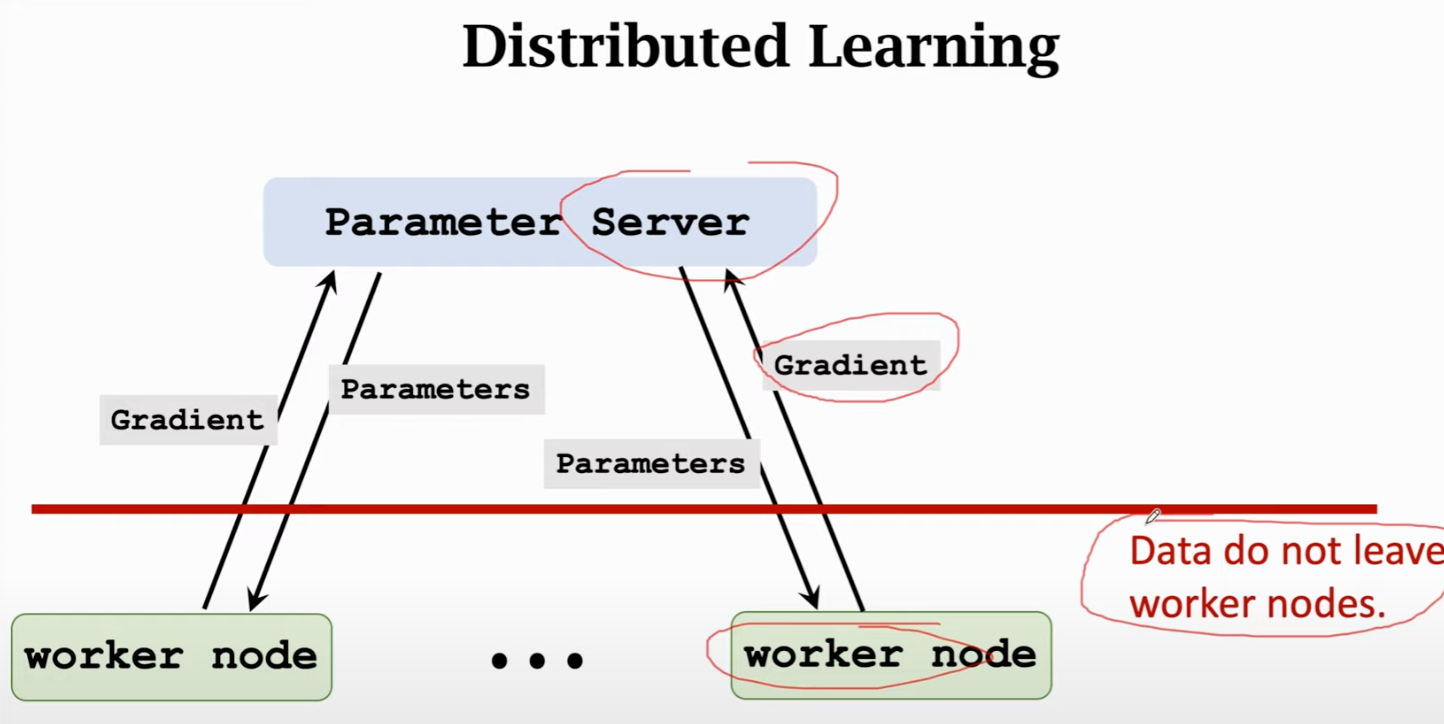 Distributed Learning
Parameter Server
Gradient
Parameters
Gradient
Parameters
Data do not leave
worker nodes.
worker node
...
worker node